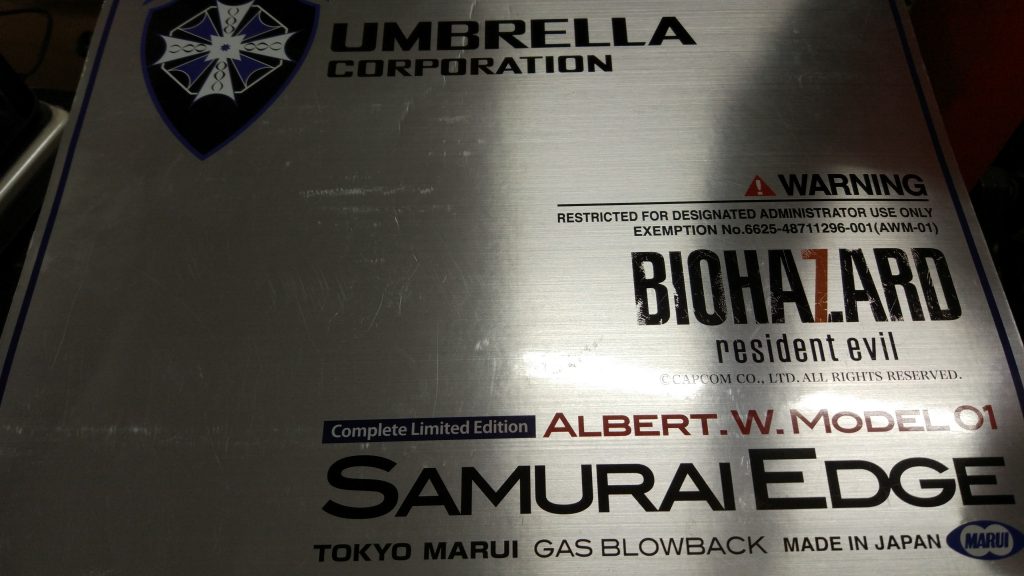 UMBRELLA
CORPORATION
WARNING
RESTRICTED FOR DESIGNATED ADMINISTRATOR USE ONLY
EXEMPTION No.6625-48711296-001(AWM-01)
BIOHA7ARD
resident evil
©CAPCOM CO., LTD. ALL RIGHTS RESERVED.
Complete Limited Edition ALBERT.W.MODEL 01
SAMURAI EDGE
TOKYO MARUI GAS BLOWBACK MADE IN JAPAN MARUI